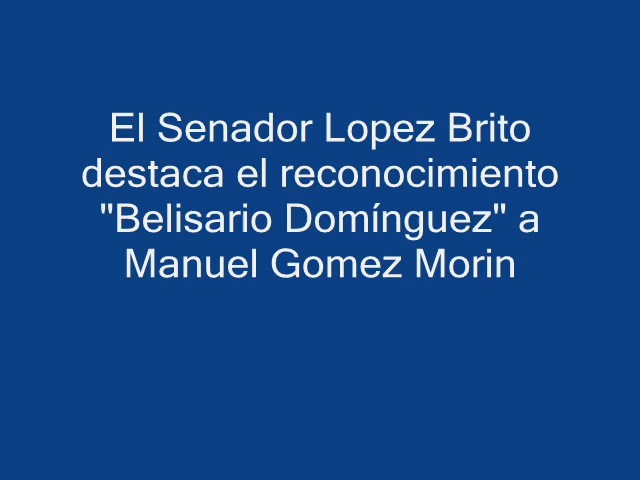 El Senador Lopez Brito
destaca el reconocimiento
"Belisario Domínguez" a
Manuel Gomez Morin